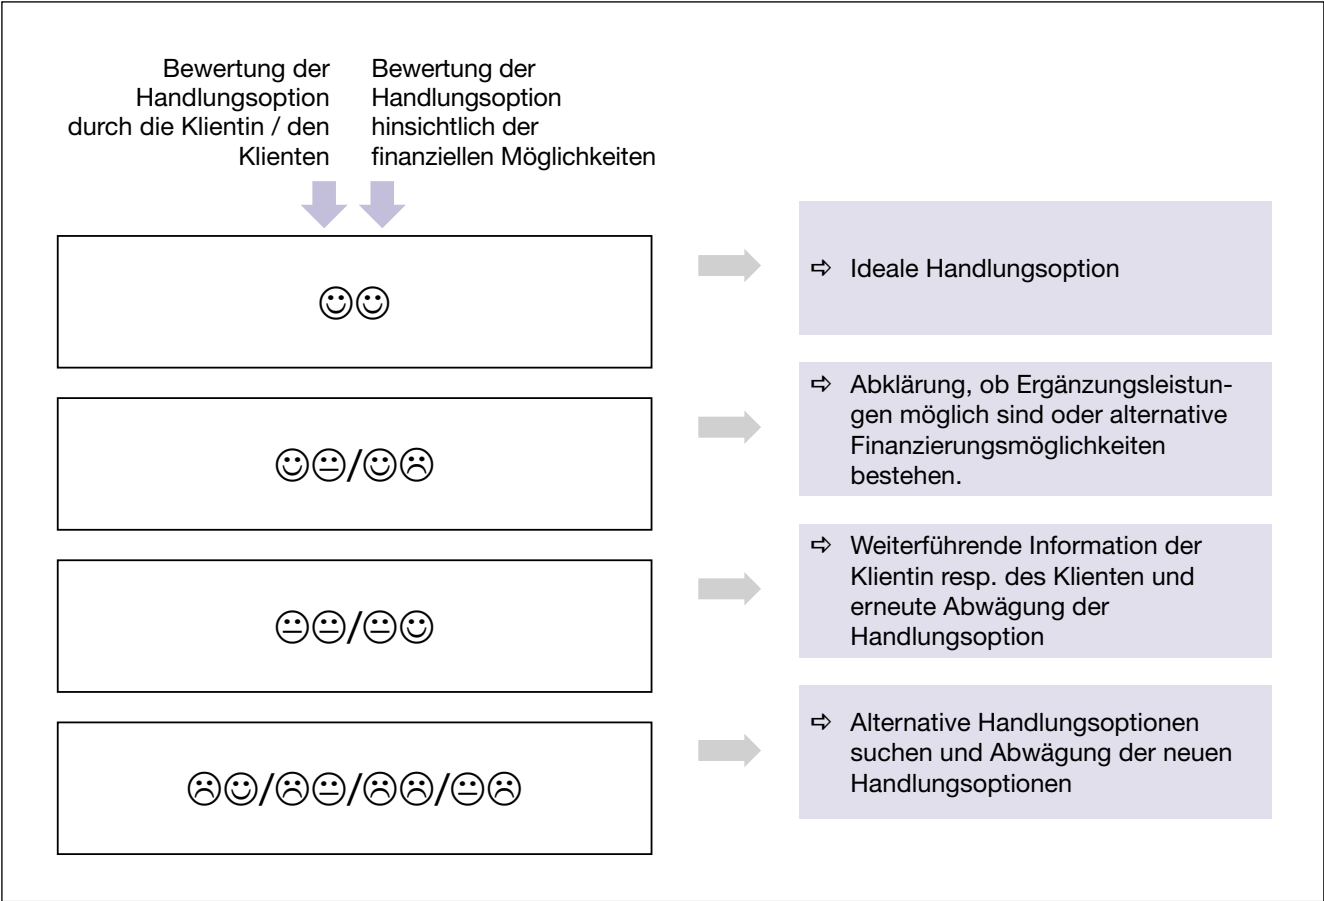 Bewertung der
Handlungsoption
durch die Klientin / den
Klienten
Bewertung der
Handlungsoption
hinsichtlich der
finanziellen Möglichkeiten
☺☺
⇨ Ideale Handlungsoption
☺😐/☺☹
⇨ Abklärung, ob Ergänzungsleistun-
gen möglich sind oder alternative
Finanzierungsmöglichkeiten
bestehen.
😐😐/😐☺
⇨ Weiterführende Information der
Klientin resp. des Klienten und
erneute Abwägung der
Handlungsoption
☹☺/☹😐/☹☹/😐☹
⇨ Alternative Handlungsoptionen
suchen und Abwägung der neuen
Handlungsoptionen